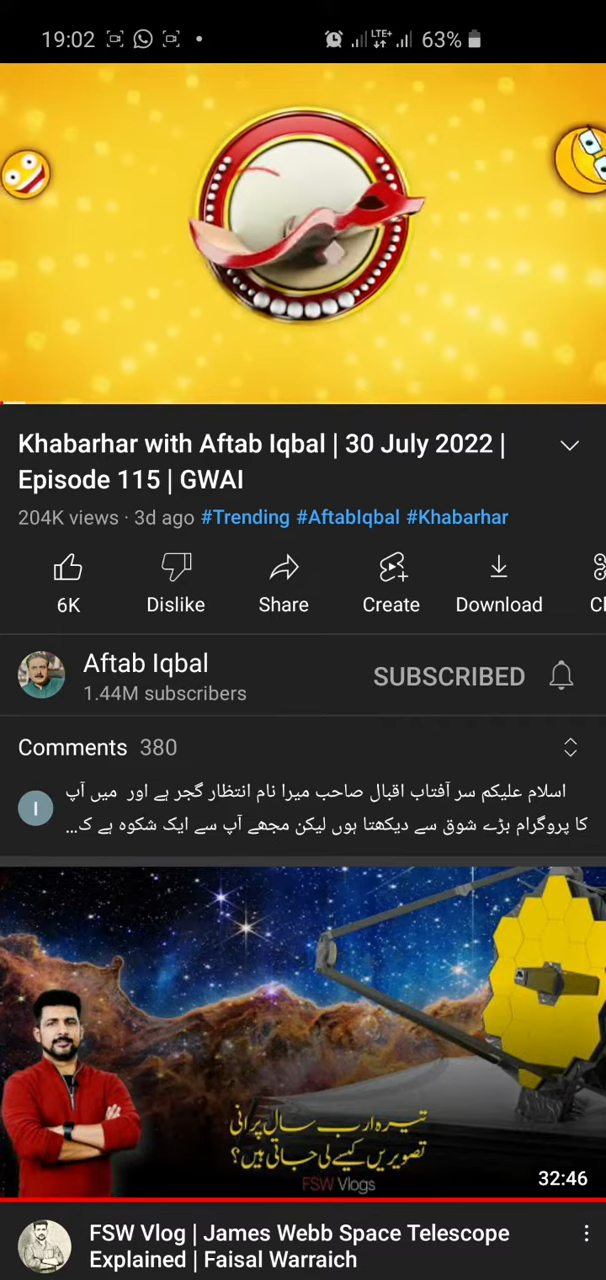 19:02
LTE+
63%
Khabarhar with Aftab Iqbal | 30 July 2022 |
Episode 115 | GWAI
204K views · 3d ago #Trending #AftabIqbal #Khabarhar
6K Dislike Share Create Download Cl
Aftab Iqbal
1.44M subscribers
SUBSCRIBED
Comments 380
I
اسلام علیکم سر آفتاب اقبال صاحب میرا نام انتظار گجر ہے اور میں آپ
کا پروگرام بڑے شوق سے دیکھتا ہوں لیکن مجھے آپ سے ایک شکوہ ہے ک...
تیرہ ارب سال پرانی
تصویریں کیسے لی جاتی ہیں؟
FSW Vlogs
32:46
FSW Vlog | James Webb Space Telescope
Explained | Faisal Warraich